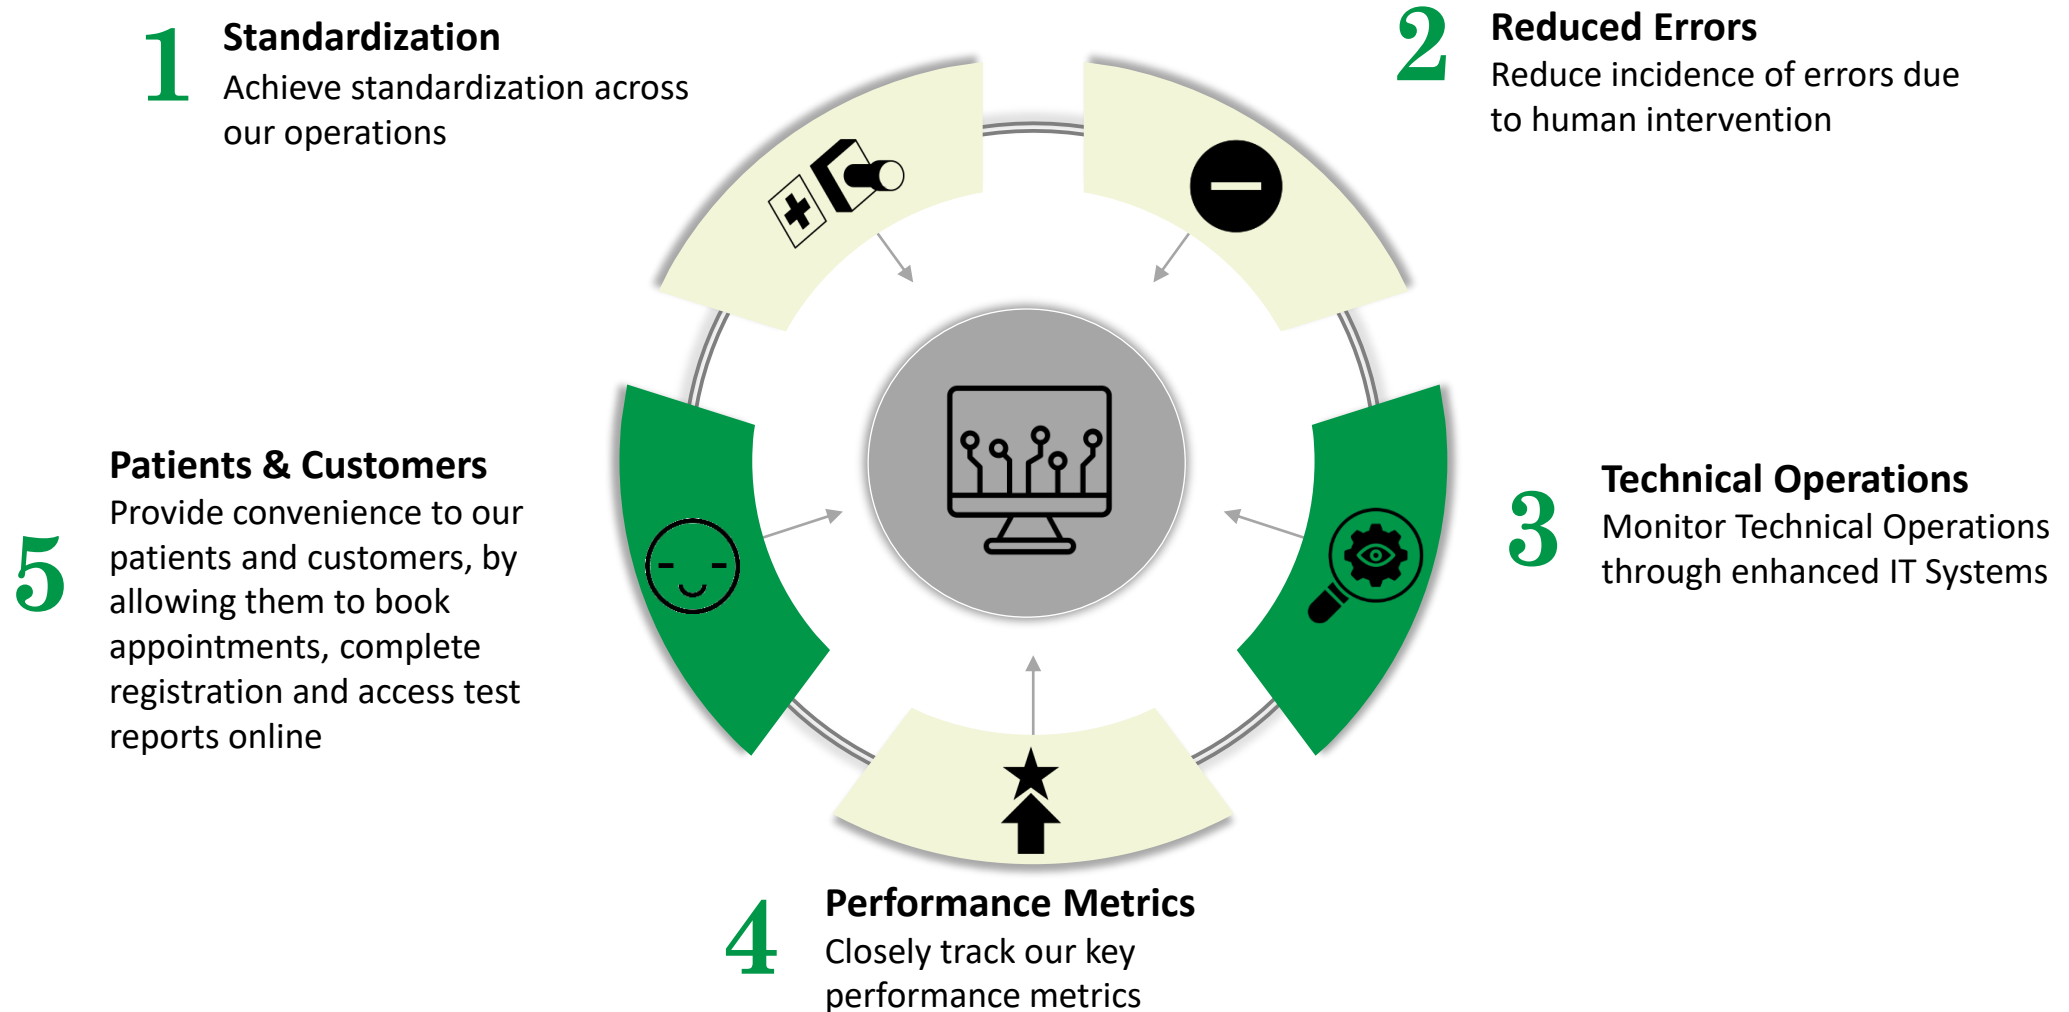 1
Standardization
Achieve standardization across
our operations
2
Reduced Errors
Reduce incidence of errors due
to human intervention
3
Technical Operations
Monitor Technical Operations
through enhanced IT Systems
4
Performance Metrics
Closely track our key
performance metrics
5
Patients & Customers
Provide convenience to our
patients and customers, by
allowing them to book
appointments, complete
registration and access test
reports online